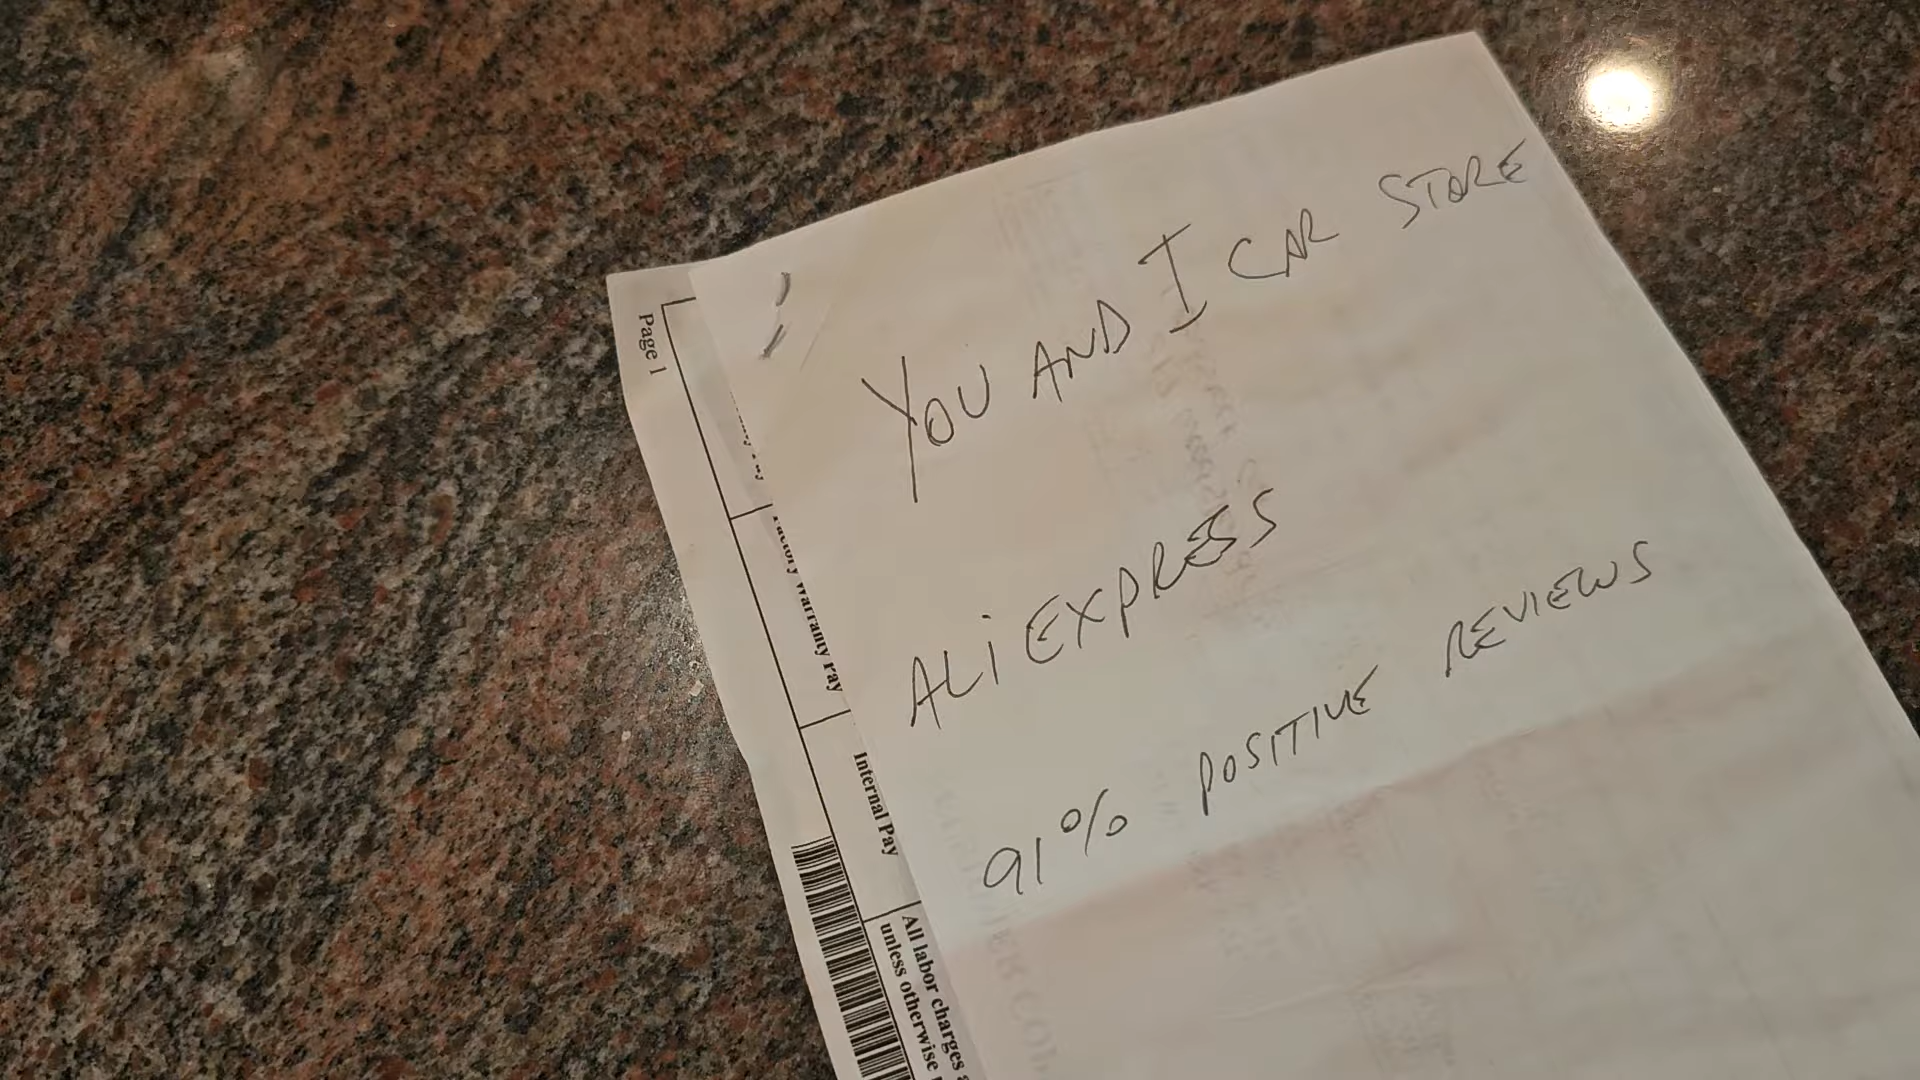 YOU AND I CAR STORE
ALIEXPRESS
91% POSITIVE REVIEWS
Page 1
Factory Warranty Pay
Internal Pay
All labor charges
unless otherwise